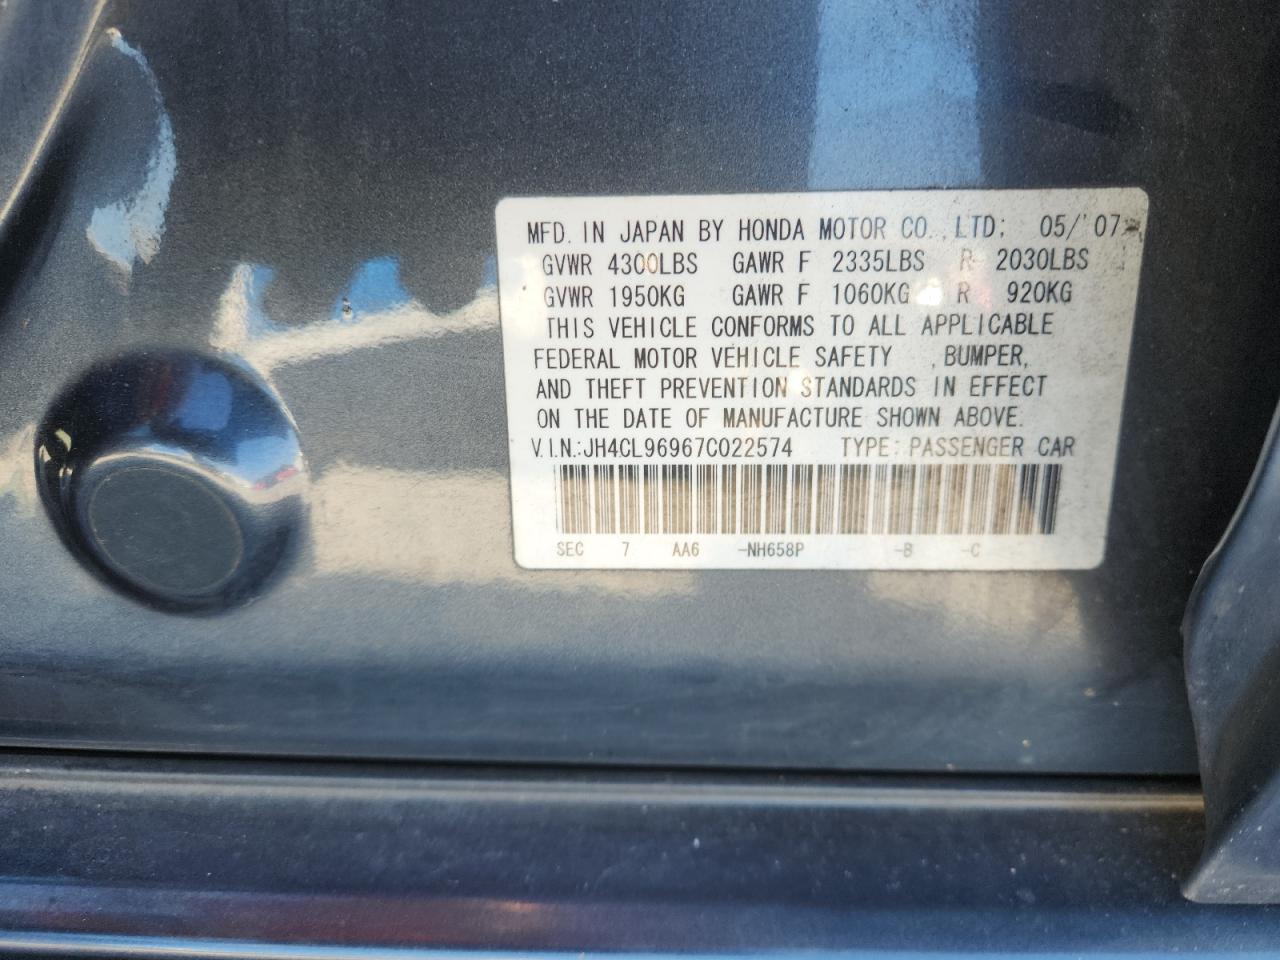 MFD. IN JAPAN BY HONDA MOTOR CO., LTD; 05/'07
GVWR 4300LBS GAWR F 2335LBS R 2030LBS
GVWR 1950KG GAWR F 1060KG R 920KG
THIS VEHICLE CONFORMS TO ALL APPLICABLE
FEDERAL MOTOR VEHICLE SAFETY , BUMPER,
AND THEFT PREVENTION STANDARDS IN EFFECT
ON THE DATE OF MANUFACTURE SHOWN ABOVE.
V.I.N.:JH4CL96967C022574 TYPE: PASSENGER CAR
SEC 7 AA6 -NH658P -B -C -